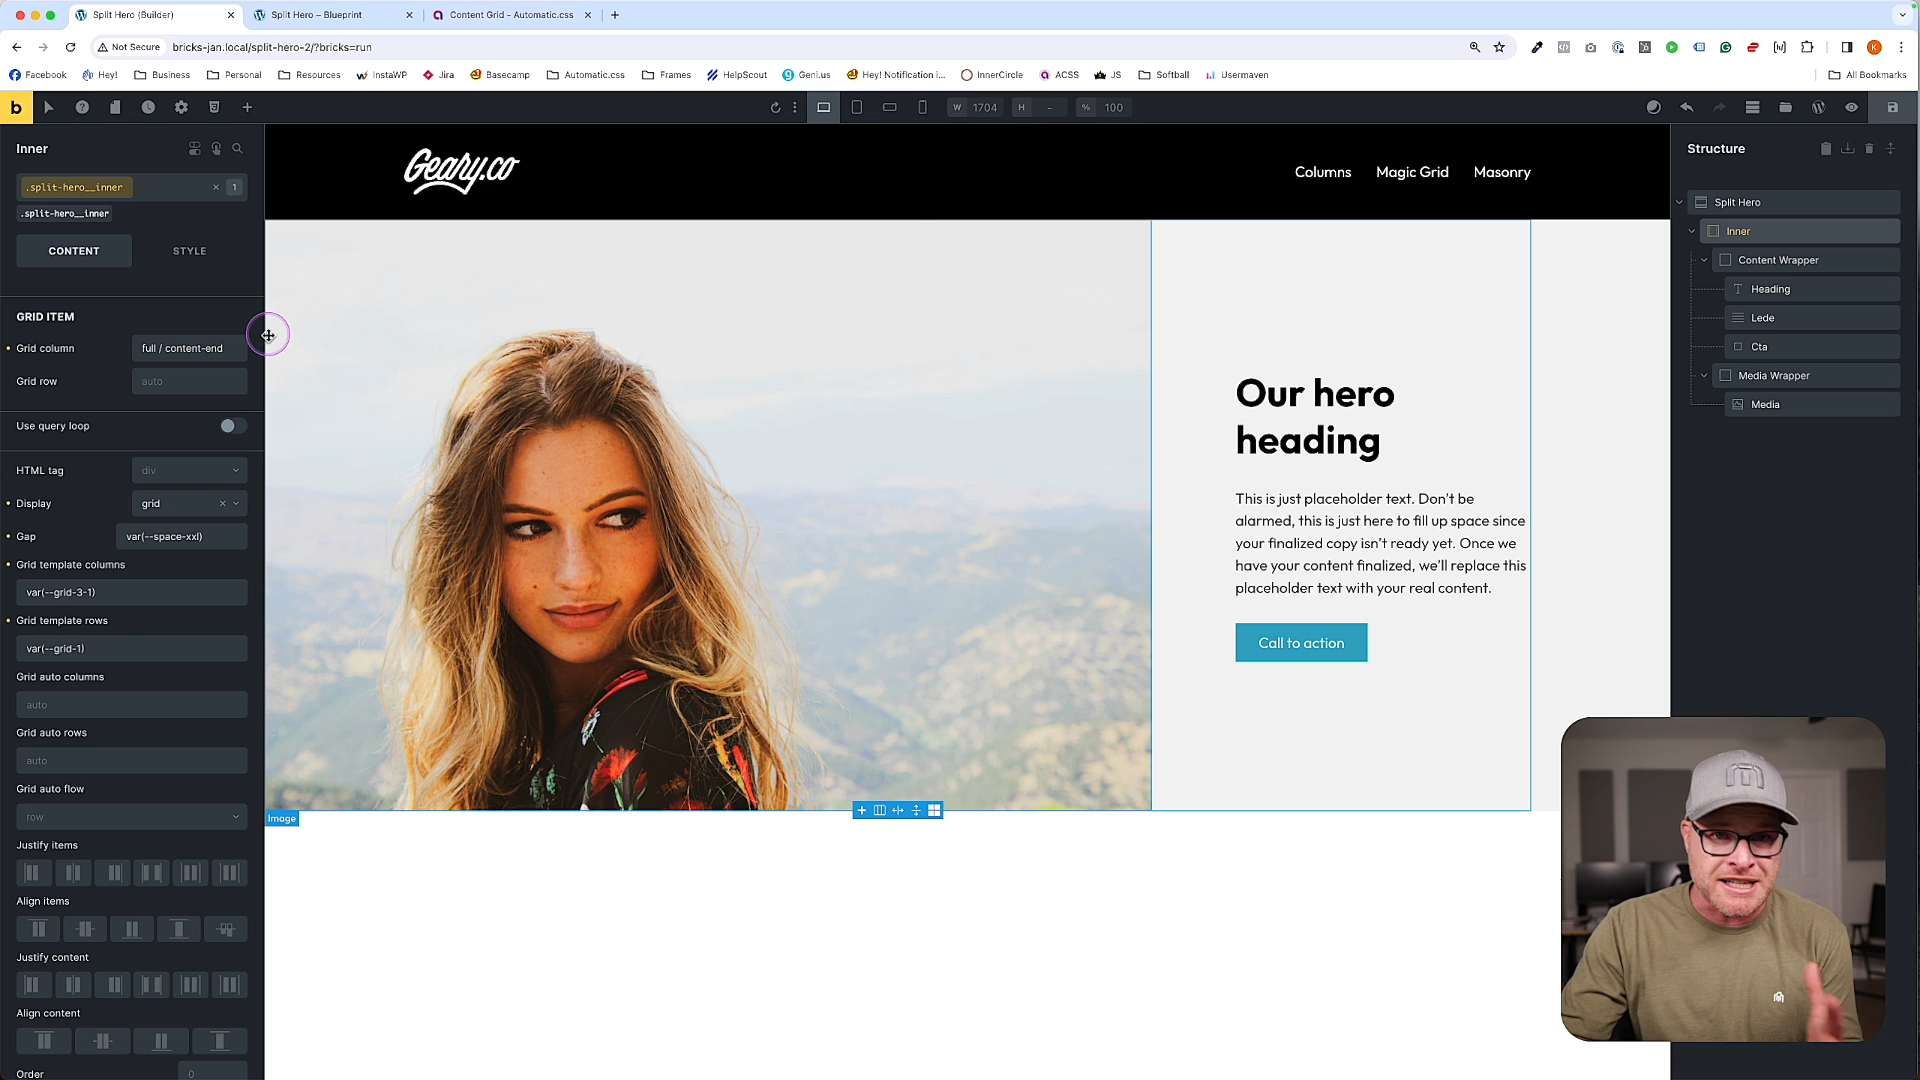 Split Hero (Builder)
Split Hero – Blueprint
Content Grid - Automatic.css
Not Secure
bricks-jan.local/split-hero-2/?bricks=run
K
Facebook
Hey!
Business
Personal
Resources
InstaWP
Jira
Basecamp
Automatic.css
Frames
HelpScout
Geni.us
Hey! Notification i...
InnerCircle
ACSS
JS
Softball
Usermaven
All Bookmarks
b
W 1704
H -
% 100
Inner
.split-hero__inner
1
.split-hero__inner
CONTENT
STYLE
GRID ITEM
Grid column
full / content-end
Grid row
auto
Use query loop
HTML tag
div
Display
grid
Gap
var(--space-xxl)
Grid template columns
var(--grid-3-1)
Grid template rows
var(--grid-1)
Grid auto columns
auto
Grid auto rows
auto
Grid auto flow
row
Justify items
Align items
Justify content
Align content
Order
0
Geary.co
Columns
Magic Grid
Masonry
Our hero
heading
This is just placeholder text. Don't be
alarmed, this is just here to fill up space since
your finalized copy isn't ready yet. Once we
have your content finalized, we'll replace this
placeholder text with your real content.
Call to action
Image
Structure
Split Hero
Inner
Content Wrapper
Heading
Lede
Cta
Media Wrapper
Media